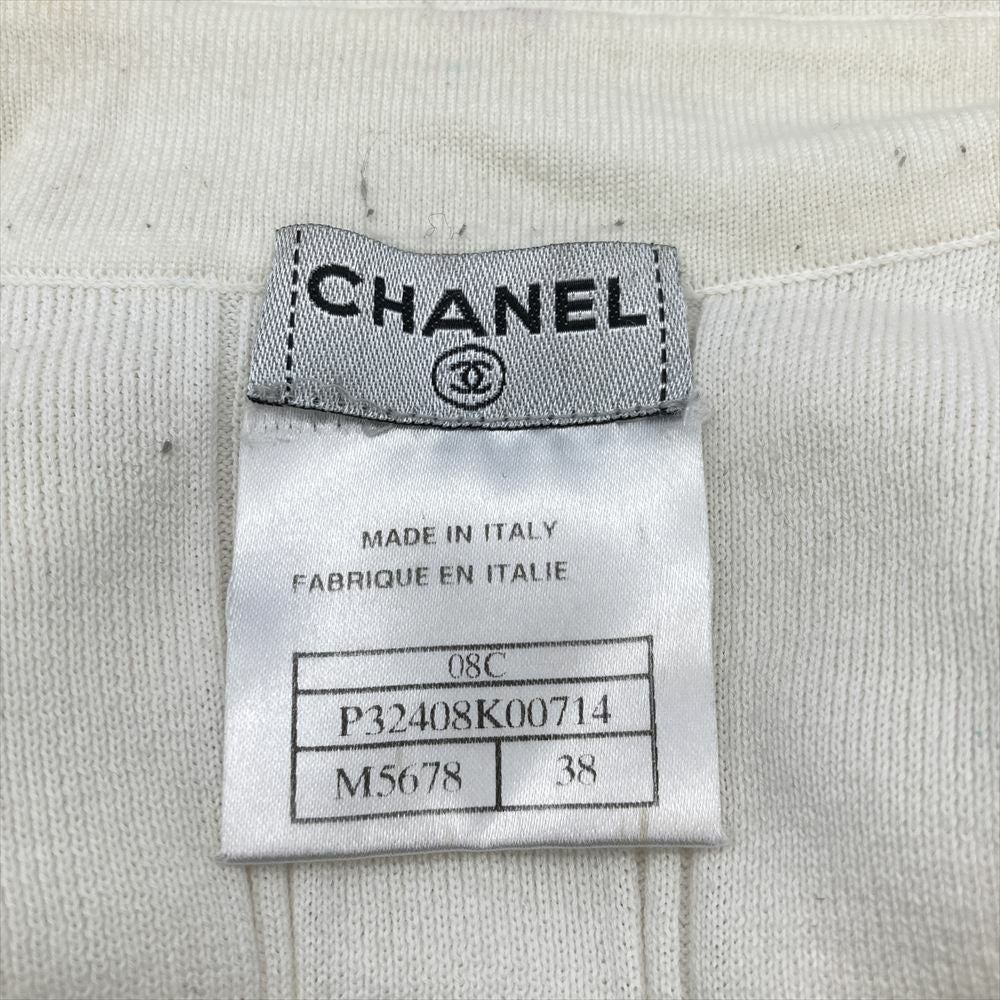 CHANEL
MADE IN ITALY
FABRIQUE EN ITALIE
08C
P32408K00714
M5678 38